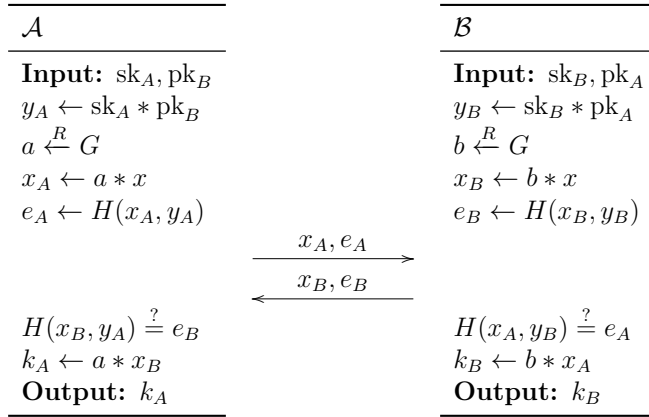 𝒜
Input: sk_A, pk_B
y_A ← sk_A * pk_B
a ←^R G
x_A ← a * x
e_A ← H(x_A, y_A)
H(x_B, y_A) ≟ e_B
k_A ← a * x_B
Output: k_A
x_A, e_A
x_B, e_B
ℬ
Input: sk_B, pk_A
y_B ← sk_B * pk_A
b ←^R G
x_B ← b * x
e_B ← H(x_B, y_B)
H(x_A, y_B) ≟ e_A
k_B ← b * x_A
Output: k_B